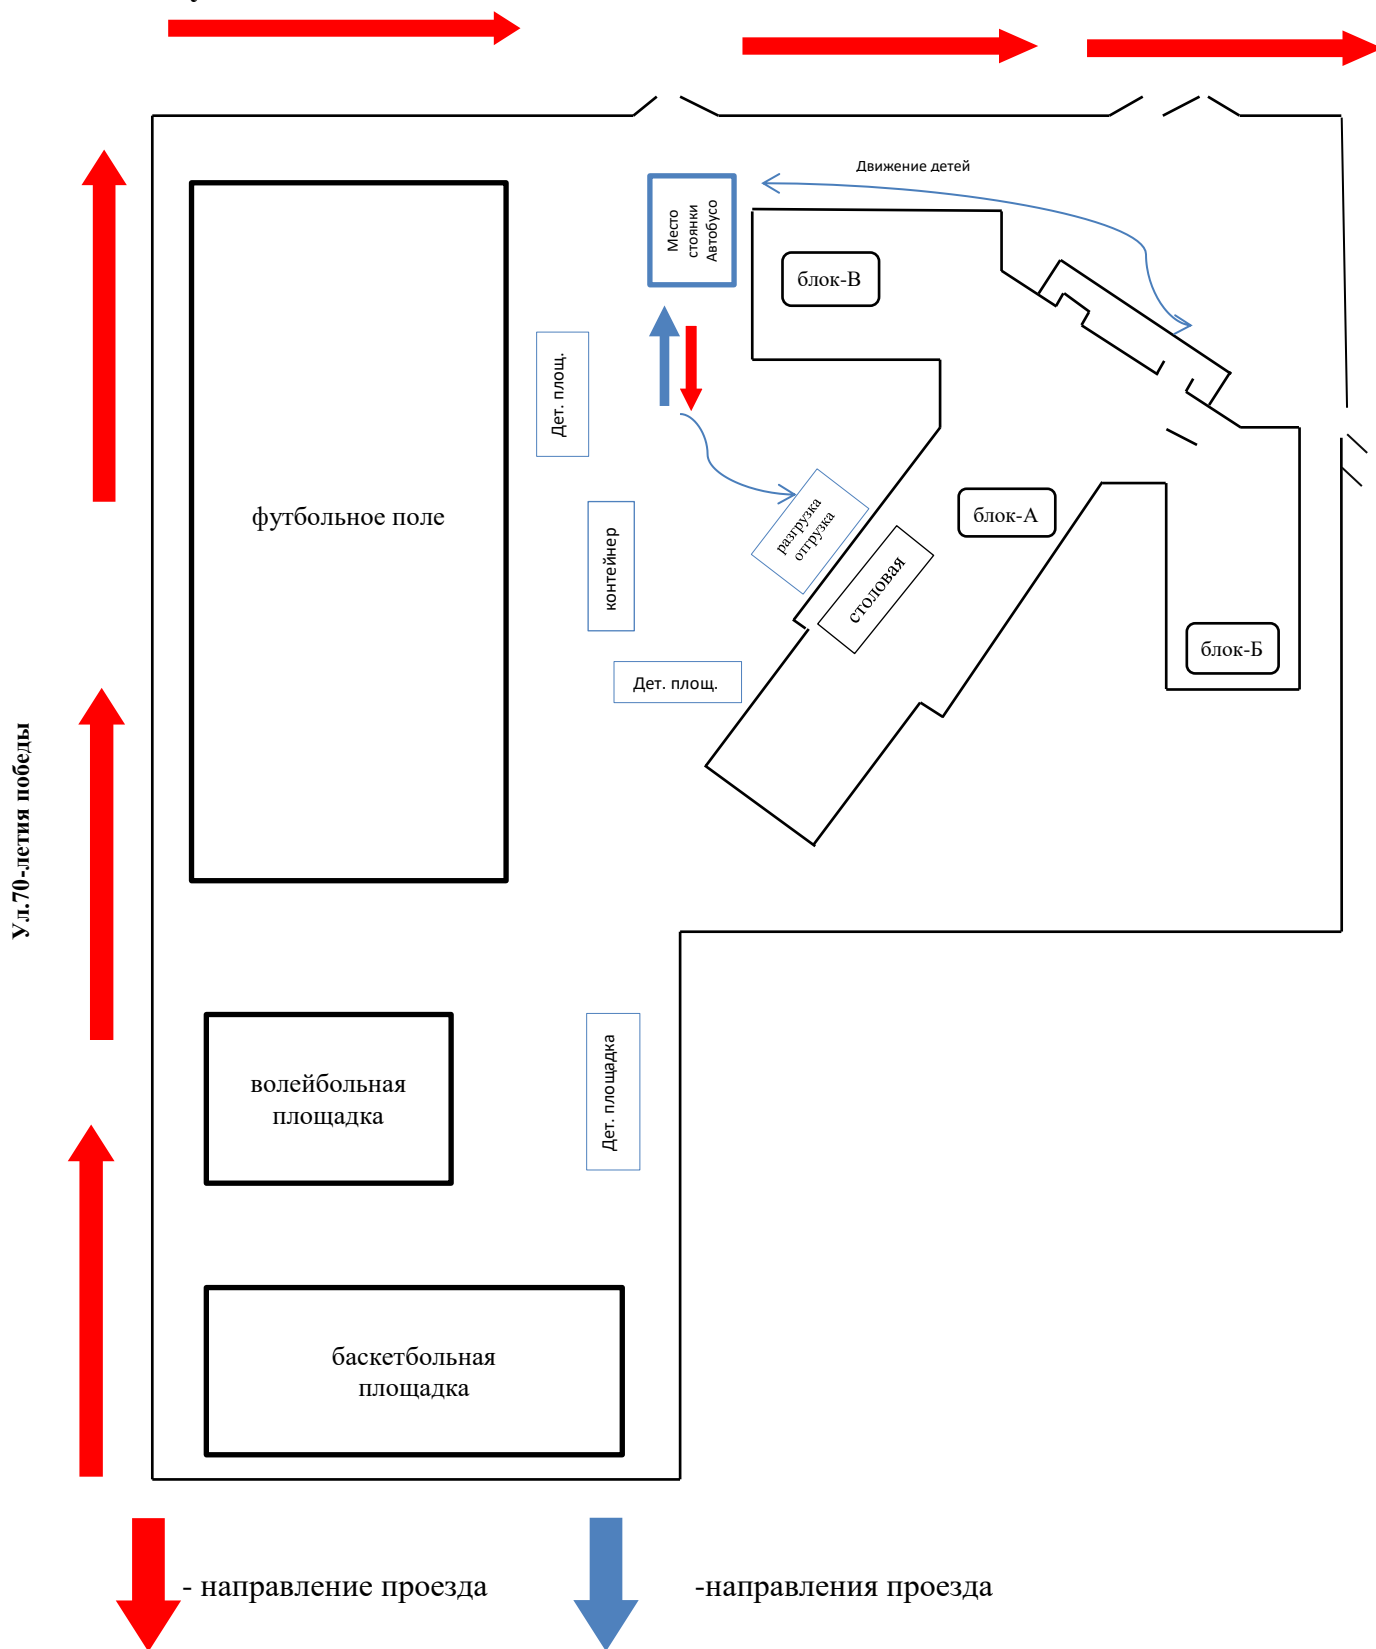 Движение детей
Место
стоянки
Автобусо
блок-В
Дет. площ.
футбольное поле
разгрузка
отгрузка
блок-А
контейнер
столовая
блок-Б
Дет. площ.
Ул.70-летия победы
волейбольная
площадка
Дет. площадка
баскетбольная
площадка
- направление проезда
-направления проезда